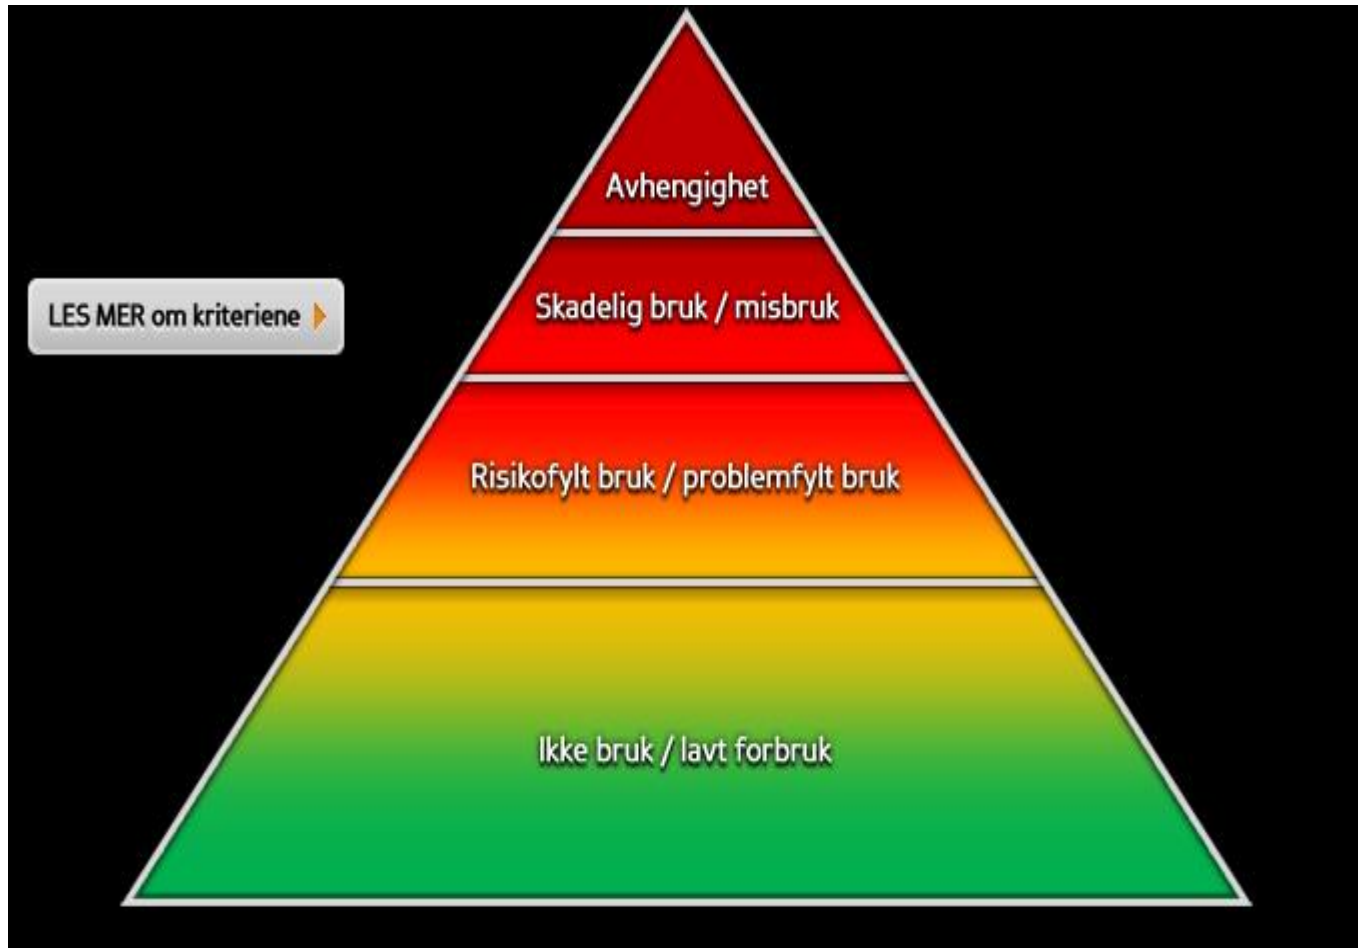 Avhengighet
Skadelig bruk / misbruk
LES MER om kriteriene
Risikofylt bruk / problemfylt bruk
Ikke bruk / lavt forbruk